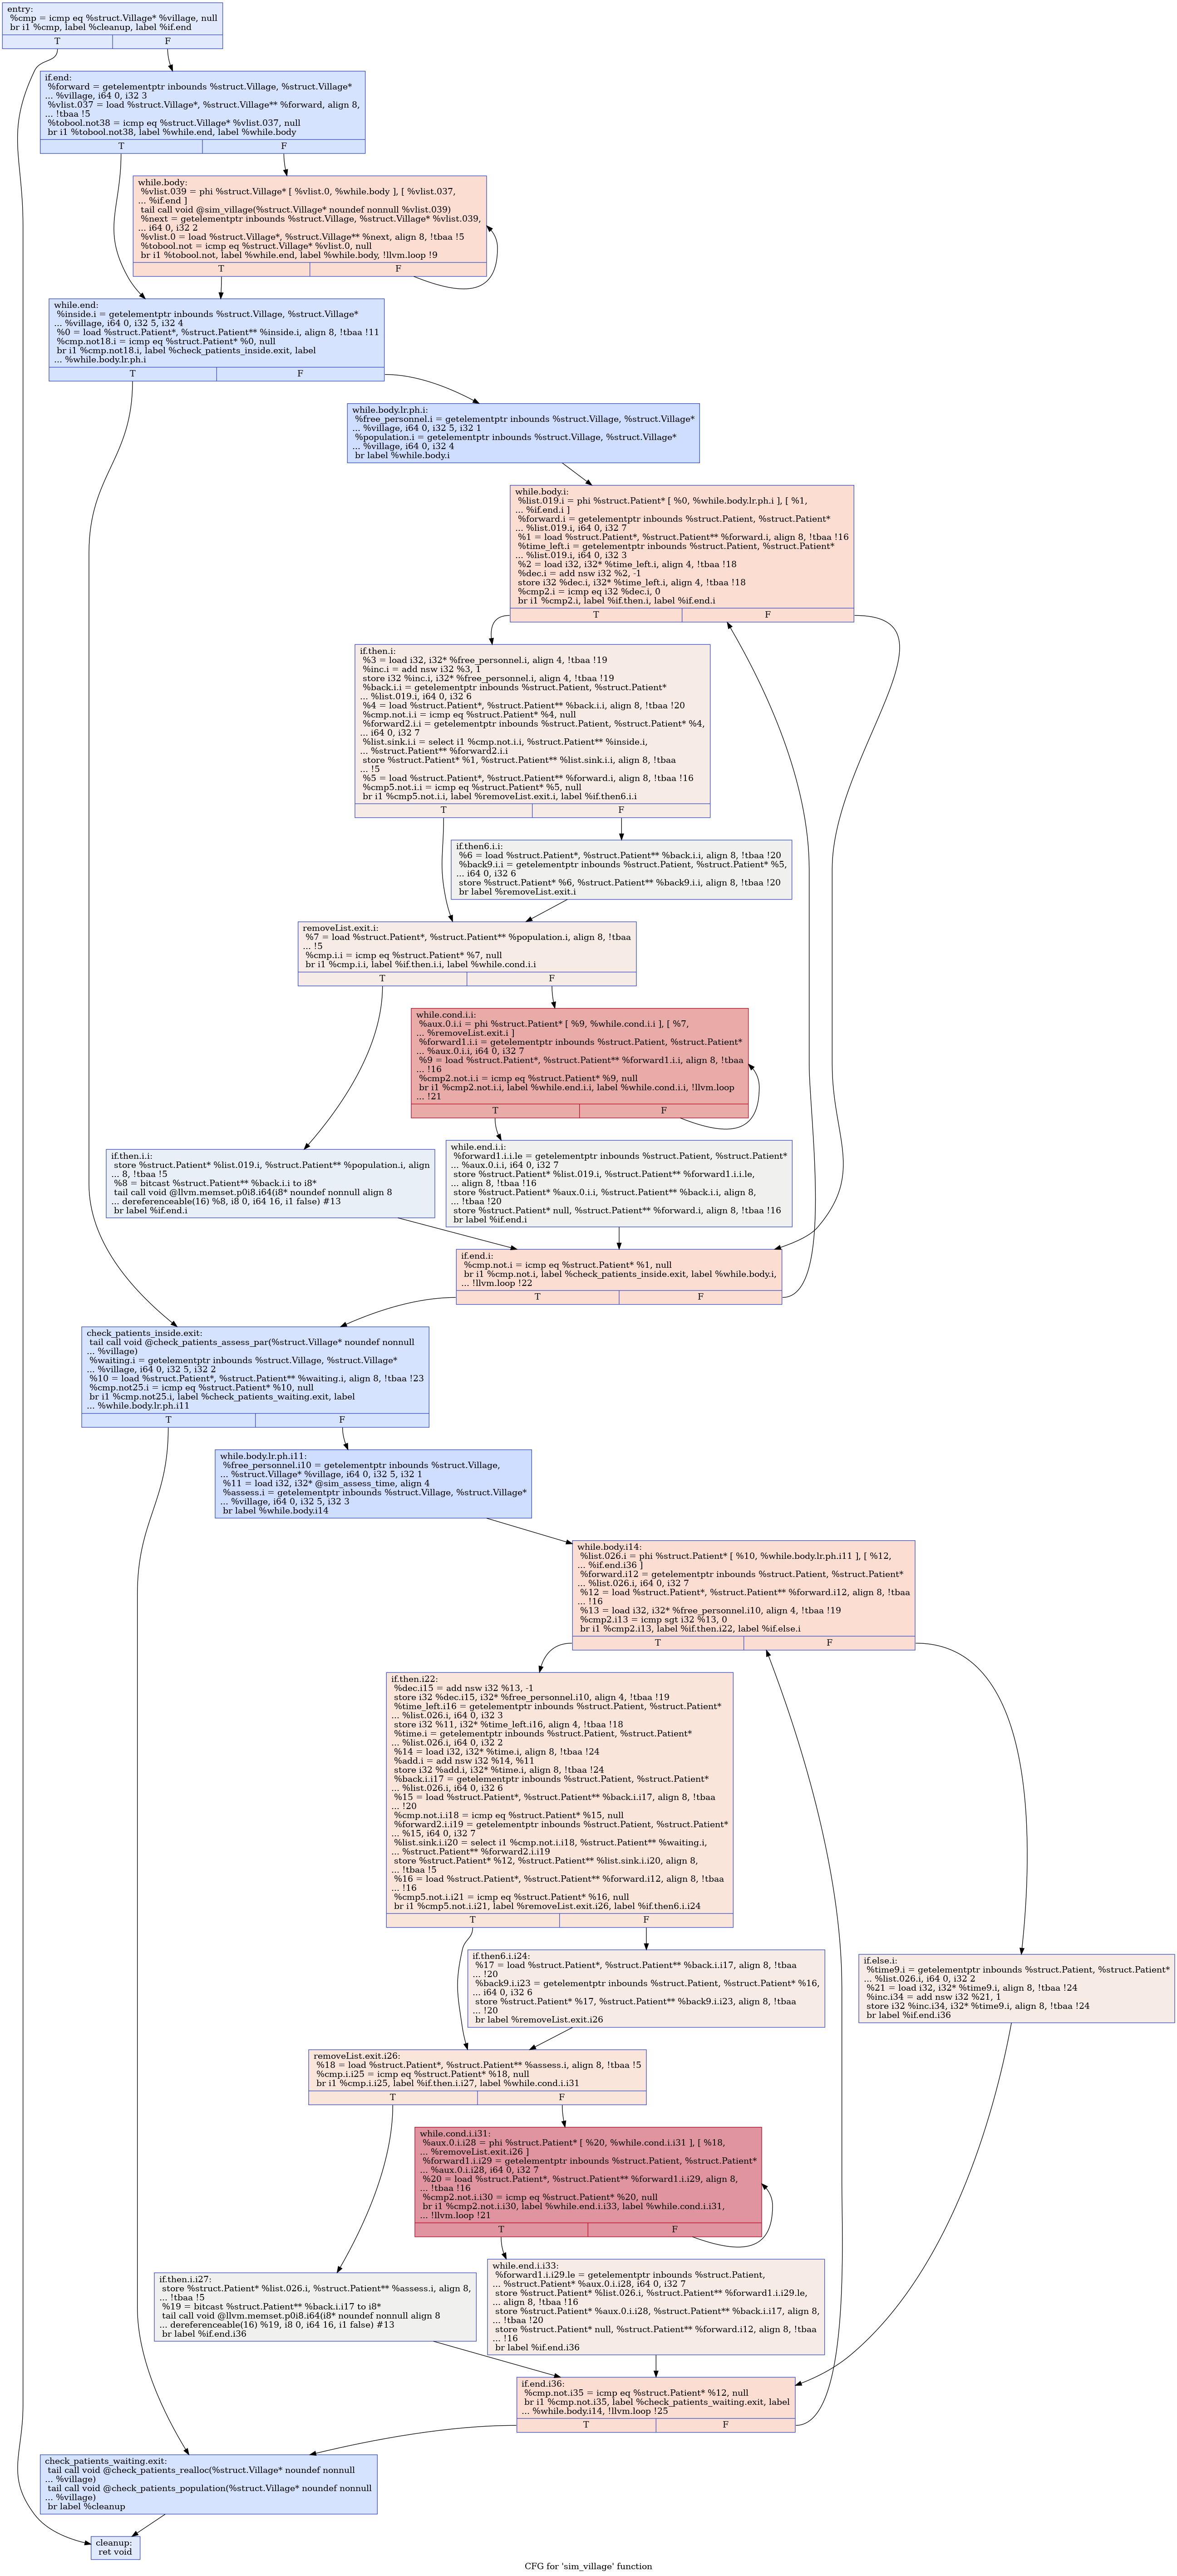 entry:
%cmp = icmp eq %struct.Village* %village, null
br i1 %cmp, label %cleanup, label %if.end
T
F
if.end:
%forward = getelementptr inbounds %struct.Village, %struct.Village*
... %village, i64 0, i32 3
%vlist.037 = load %struct.Village*, %struct.Village** %forward, align 8,
... !tbaa !5
%tobool.not38 = icmp eq %struct.Village* %vlist.037, null
br i1 %tobool.not38, label %while.end, label %while.body
T
F
while.body:
%vlist.039 = phi %struct.Village* [ %vlist.0, %while.body ], [ %vlist.037,
... %if.end ]
tail call void @sim_village(%struct.Village* noundef nonnull %vlist.039)
%next = getelementptr inbounds %struct.Village, %struct.Village* %vlist.039,
... i64 0, i32 2
%vlist.0 = load %struct.Village*, %struct.Village** %next, align 8, !tbaa !5
%tobool.not = icmp eq %struct.Village* %vlist.0, null
br i1 %tobool.not, label %while.end, label %while.body, !llvm.loop !9
T
F
while.end:
%inside.i = getelementptr inbounds %struct.Village, %struct.Village*
... %village, i64 0, i32 5, i32 4
%0 = load %struct.Patient*, %struct.Patient** %inside.i, align 8, !tbaa !11
%cmp.not18.i = icmp eq %struct.Patient* %0, null
br i1 %cmp.not18.i, label %check_patients_inside.exit, label
... %while.body.lr.ph.i
T
F
while.body.lr.ph.i:
%free_personnel.i = getelementptr inbounds %struct.Village, %struct.Village*
... %village, i64 0, i32 5, i32 1
%population.i = getelementptr inbounds %struct.Village, %struct.Village*
... %village, i64 0, i32 4
br label %while.body.i
while.body.i:
%list.019.i = phi %struct.Patient* [ %0, %while.body.lr.ph.i ], [ %1,
... %if.end.i ]
%forward.i = getelementptr inbounds %struct.Patient, %struct.Patient*
... %list.019.i, i64 0, i32 7
%1 = load %struct.Patient*, %struct.Patient** %forward.i, align 8, !tbaa !16
%time_left.i = getelementptr inbounds %struct.Patient, %struct.Patient*
... %list.019.i, i64 0, i32 3
%2 = load i32, i32* %time_left.i, align 4, !tbaa !18
%dec.i = add nsw i32 %2, -1
store i32 %dec.i, i32* %time_left.i, align 4, !tbaa !18
%cmp2.i = icmp eq i32 %dec.i, 0
br i1 %cmp2.i, label %if.then.i, label %if.end.i
T
F
if.then.i:
%3 = load i32, i32* %free_personnel.i, align 4, !tbaa !19
%inc.i = add nsw i32 %3, 1
store i32 %inc.i, i32* %free_personnel.i, align 4, !tbaa !19
%back.i.i = getelementptr inbounds %struct.Patient, %struct.Patient*
... %list.019.i, i64 0, i32 6
%4 = load %struct.Patient*, %struct.Patient** %back.i.i, align 8, !tbaa !20
%cmp.not.i.i = icmp eq %struct.Patient* %4, null
%forward2.i.i = getelementptr inbounds %struct.Patient, %struct.Patient* %4,
... i64 0, i32 7
%list.sink.i.i = select i1 %cmp.not.i.i, %struct.Patient** %inside.i,
... %struct.Patient** %forward2.i.i
store %struct.Patient* %1, %struct.Patient** %list.sink.i.i, align 8, !tbaa
... !5
%5 = load %struct.Patient*, %struct.Patient** %forward.i, align 8, !tbaa !16
%cmp5.not.i.i = icmp eq %struct.Patient* %5, null
br i1 %cmp5.not.i.i, label %removeList.exit.i, label %if.then6.i.i
T
F
if.then6.i.i:
%6 = load %struct.Patient*, %struct.Patient** %back.i.i, align 8, !tbaa !20
%back9.i.i = getelementptr inbounds %struct.Patient, %struct.Patient* %5,
... i64 0, i32 6
store %struct.Patient* %6, %struct.Patient** %back9.i.i, align 8, !tbaa !20
br label %removeList.exit.i
removeList.exit.i:
%7 = load %struct.Patient*, %struct.Patient** %population.i, align 8, !tbaa
... !5
%cmp.i.i = icmp eq %struct.Patient* %7, null
br i1 %cmp.i.i, label %if.then.i.i, label %while.cond.i.i
T
F
while.cond.i.i:
%aux.0.i.i = phi %struct.Patient* [ %9, %while.cond.i.i ], [ %7,
... %removeList.exit.i ]
%forward1.i.i = getelementptr inbounds %struct.Patient, %struct.Patient*
... %aux.0.i.i, i64 0, i32 7
%9 = load %struct.Patient*, %struct.Patient** %forward1.i.i, align 8, !tbaa
... !16
%cmp2.not.i.i = icmp eq %struct.Patient* %9, null
br i1 %cmp2.not.i.i, label %while.end.i.i, label %while.cond.i.i, !llvm.loop
... !21
T
F
if.then.i.i:
store %struct.Patient* %list.019.i, %struct.Patient** %population.i, align
... 8, !tbaa !5
%8 = bitcast %struct.Patient** %back.i.i to i8*
tail call void @llvm.memset.p0i8.i64(i8* noundef nonnull align 8
... dereferenceable(16) %8, i8 0, i64 16, i1 false) #13
br label %if.end.i
while.end.i.i:
%forward1.i.i.le = getelementptr inbounds %struct.Patient, %struct.Patient*
... %aux.0.i.i, i64 0, i32 7
store %struct.Patient* %list.019.i, %struct.Patient** %forward1.i.i.le,
... align 8, !tbaa !16
store %struct.Patient* %aux.0.i.i, %struct.Patient** %back.i.i, align 8,
... !tbaa !20
store %struct.Patient* null, %struct.Patient** %forward.i, align 8, !tbaa !16
br label %if.end.i
if.end.i:
%cmp.not.i = icmp eq %struct.Patient* %1, null
br i1 %cmp.not.i, label %check_patients_inside.exit, label %while.body.i,
... !llvm.loop !22
T
F
check_patients_inside.exit:
tail call void @check_patients_assess_par(%struct.Village* noundef nonnull
... %village)
%waiting.i = getelementptr inbounds %struct.Village, %struct.Village*
... %village, i64 0, i32 5, i32 2
%10 = load %struct.Patient*, %struct.Patient** %waiting.i, align 8, !tbaa !23
%cmp.not25.i = icmp eq %struct.Patient* %10, null
br i1 %cmp.not25.i, label %check_patients_waiting.exit, label
... %while.body.lr.ph.i11
T
F
while.body.lr.ph.i11:
%free_personnel.i10 = getelementptr inbounds %struct.Village,
... %struct.Village* %village, i64 0, i32 5, i32 1
%11 = load i32, i32* @sim_assess_time, align 4
%assess.i = getelementptr inbounds %struct.Village, %struct.Village*
... %village, i64 0, i32 5, i32 3
br label %while.body.i14
while.body.i14:
%list.026.i = phi %struct.Patient* [ %10, %while.body.lr.ph.i11 ], [ %12,
... %if.end.i36 ]
%forward.i12 = getelementptr inbounds %struct.Patient, %struct.Patient*
... %list.026.i, i64 0, i32 7
%12 = load %struct.Patient*, %struct.Patient** %forward.i12, align 8, !tbaa
... !16
%13 = load i32, i32* %free_personnel.i10, align 4, !tbaa !19
%cmp2.i13 = icmp sgt i32 %13, 0
br i1 %cmp2.i13, label %if.then.i22, label %if.else.i
T
F
if.then.i22:
%dec.i15 = add nsw i32 %13, -1
store i32 %dec.i15, i32* %free_personnel.i10, align 4, !tbaa !19
%time_left.i16 = getelementptr inbounds %struct.Patient, %struct.Patient*
... %list.026.i, i64 0, i32 3
store i32 %11, i32* %time_left.i16, align 4, !tbaa !18
%time.i = getelementptr inbounds %struct.Patient, %struct.Patient*
... %list.026.i, i64 0, i32 2
%14 = load i32, i32* %time.i, align 8, !tbaa !24
%add.i = add nsw i32 %14, %11
store i32 %add.i, i32* %time.i, align 8, !tbaa !24
%back.i.i17 = getelementptr inbounds %struct.Patient, %struct.Patient*
... %list.026.i, i64 0, i32 6
%15 = load %struct.Patient*, %struct.Patient** %back.i.i17, align 8, !tbaa
... !20
%cmp.not.i.i18 = icmp eq %struct.Patient* %15, null
%forward2.i.i19 = getelementptr inbounds %struct.Patient, %struct.Patient*
... %15, i64 0, i32 7
%list.sink.i.i20 = select i1 %cmp.not.i.i18, %struct.Patient** %waiting.i,
... %struct.Patient** %forward2.i.i19
store %struct.Patient* %12, %struct.Patient** %list.sink.i.i20, align 8,
... !tbaa !5
%16 = load %struct.Patient*, %struct.Patient** %forward.i12, align 8, !tbaa
... !16
%cmp5.not.i.i21 = icmp eq %struct.Patient* %16, null
br i1 %cmp5.not.i.i21, label %removeList.exit.i26, label %if.then6.i.i24
T
F
if.then6.i.i24:
%17 = load %struct.Patient*, %struct.Patient** %back.i.i17, align 8, !tbaa
... !20
%back9.i.i23 = getelementptr inbounds %struct.Patient, %struct.Patient* %16,
... i64 0, i32 6
store %struct.Patient* %17, %struct.Patient** %back9.i.i23, align 8, !tbaa
... !20
br label %removeList.exit.i26
if.else.i:
%time9.i = getelementptr inbounds %struct.Patient, %struct.Patient*
... %list.026.i, i64 0, i32 2
%21 = load i32, i32* %time9.i, align 8, !tbaa !24
%inc.i34 = add nsw i32 %21, 1
store i32 %inc.i34, i32* %time9.i, align 8, !tbaa !24
br label %if.end.i36
removeList.exit.i26:
%18 = load %struct.Patient*, %struct.Patient** %assess.i, align 8, !tbaa !5
%cmp.i.i25 = icmp eq %struct.Patient* %18, null
br i1 %cmp.i.i25, label %if.then.i.i27, label %while.cond.i.i31
T
F
while.cond.i.i31:
%aux.0.i.i28 = phi %struct.Patient* [ %20, %while.cond.i.i31 ], [ %18,
... %removeList.exit.i26 ]
%forward1.i.i29 = getelementptr inbounds %struct.Patient, %struct.Patient*
... %aux.0.i.i28, i64 0, i32 7
%20 = load %struct.Patient*, %struct.Patient** %forward1.i.i29, align 8,
... !tbaa !16
%cmp2.not.i.i30 = icmp eq %struct.Patient* %20, null
br i1 %cmp2.not.i.i30, label %while.end.i.i33, label %while.cond.i.i31,
... !llvm.loop !21
T
F
if.then.i.i27:
store %struct.Patient* %list.026.i, %struct.Patient** %assess.i, align 8,
... !tbaa !5
%19 = bitcast %struct.Patient** %back.i.i17 to i8*
tail call void @llvm.memset.p0i8.i64(i8* noundef nonnull align 8
... dereferenceable(16) %19, i8 0, i64 16, i1 false) #13
br label %if.end.i36
while.end.i.i33:
%forward1.i.i29.le = getelementptr inbounds %struct.Patient,
... %struct.Patient* %aux.0.i.i28, i64 0, i32 7
store %struct.Patient* %list.026.i, %struct.Patient** %forward1.i.i29.le,
... align 8, !tbaa !16
store %struct.Patient* %aux.0.i.i28, %struct.Patient** %back.i.i17, align 8,
... !tbaa !20
store %struct.Patient* null, %struct.Patient** %forward.i12, align 8, !tbaa
... !16
br label %if.end.i36
if.end.i36:
%cmp.not.i35 = icmp eq %struct.Patient* %12, null
br i1 %cmp.not.i35, label %check_patients_waiting.exit, label
... %while.body.i14, !llvm.loop !25
T
F
check_patients_waiting.exit:
tail call void @check_patients_realloc(%struct.Village* noundef nonnull
... %village)
tail call void @check_patients_population(%struct.Village* noundef nonnull
... %village)
br label %cleanup
cleanup:
ret void
CFG for 'sim_village' function